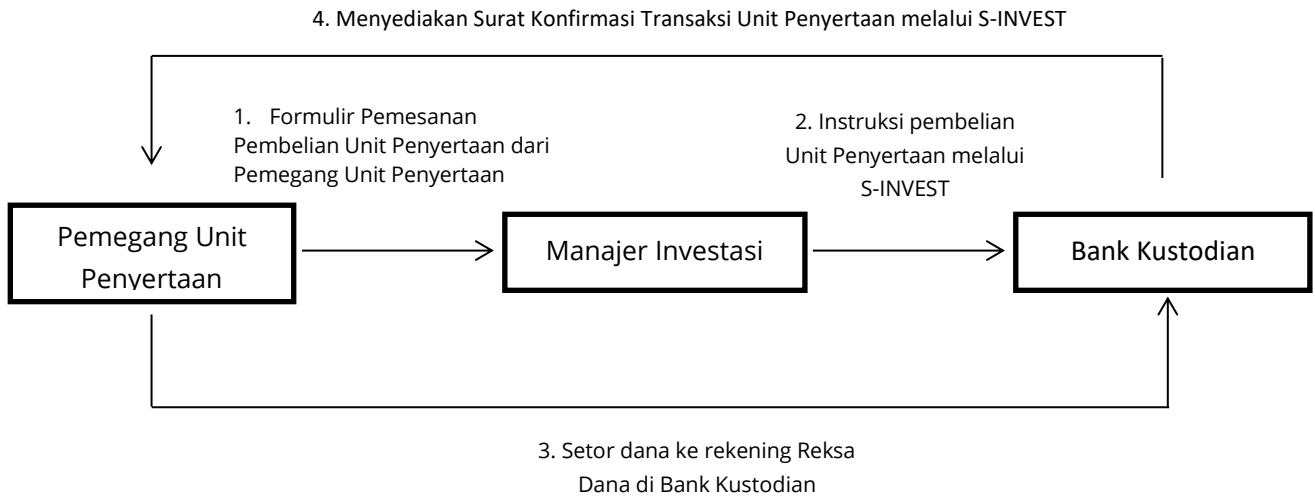 4. Menyediakan Surat Konfirmasi Transaksi Unit Penyertaan melalui S-INVEST
1. Formulir Pemesanan
Pembelian Unit Penyertaan dari
Pemegang Unit Penyertaan
2. Instruksi pembelian
Unit Penyertaan melalui
S-INVEST
Pemegang Unit
Penyertaan
Manajer Investasi
Bank Kustodian
3. Setor dana ke rekening Reksa
Dana di Bank Kustodian